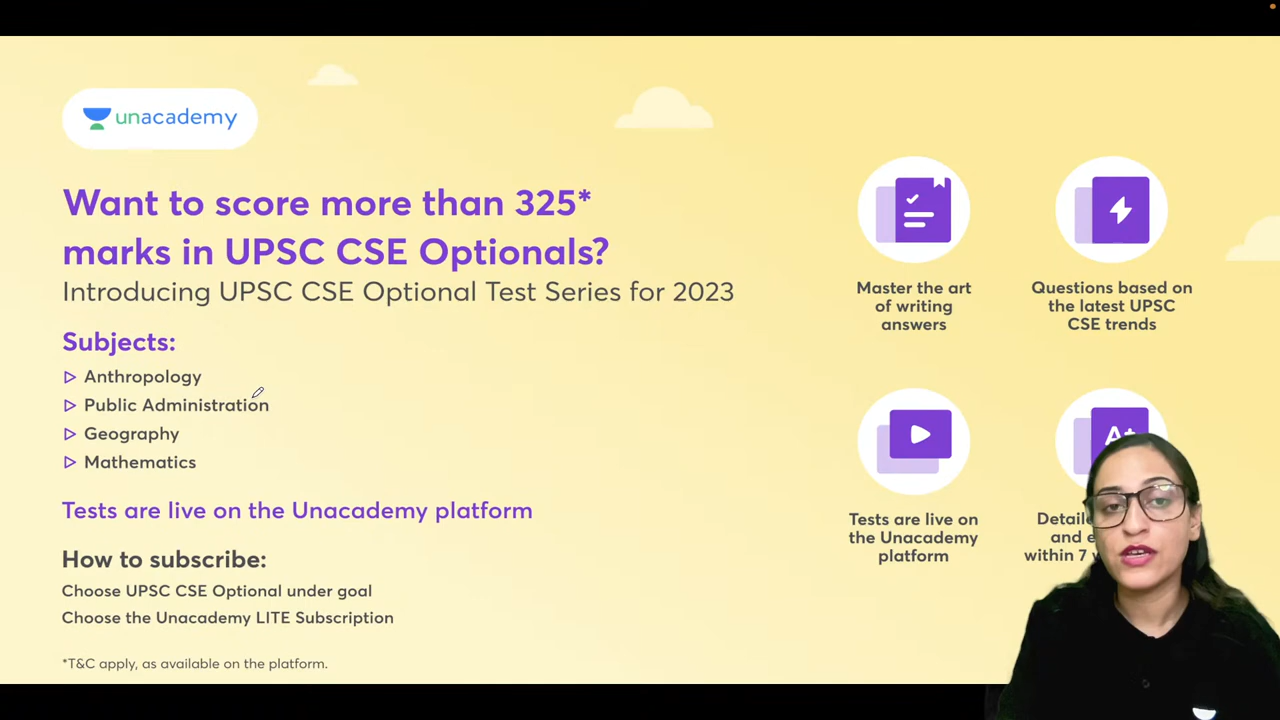 unacademy
Want to score more than 325*
marks in UPSC CSE Optionals?
Introducing UPSC CSE Optional Test Series for 2023
Subjects:
Anthropology
Public Administration
Geography
Mathematics
Tests are live on the Unacademy platform
How to subscribe:
Choose UPSC CSE Optional under goal
Choose the Unacademy LITE Subscription
*T&C apply, as available on the platform.
Master the art
of writing
answers
Questions based on
the latest UPSC
CSE trends
Tests are live on
the Unacademy
platform
A+
and
within 7